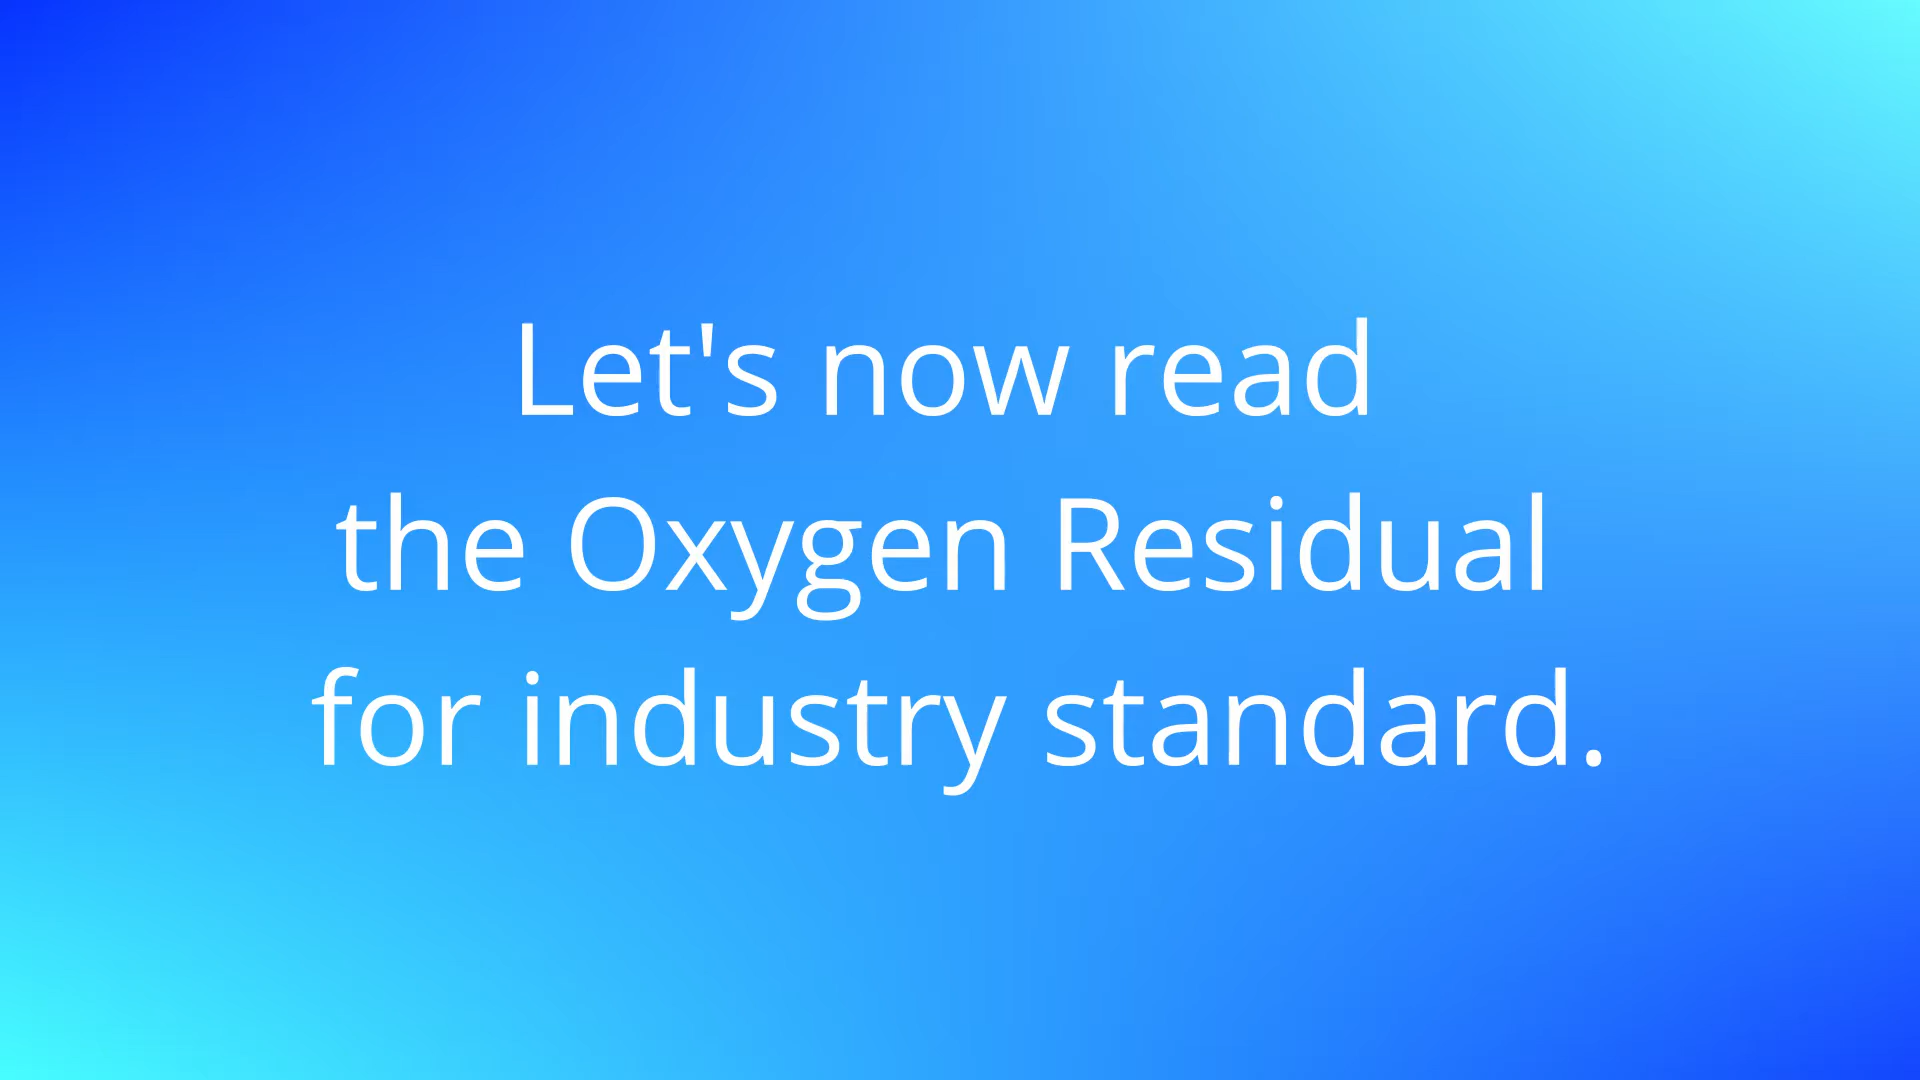 Let's now read
the Oxygen Residual
for industry standard.